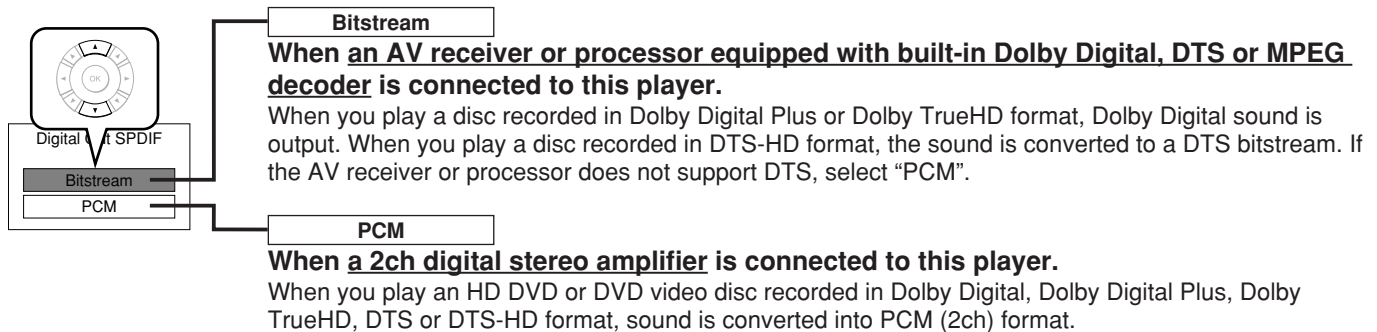 OK
Digital Out SPDIF
Bitstream
PCM
Bitstream
When an AV receiver or processor equipped with built-in Dolby Digital, DTS or MPEG
decoder is connected to this player.
When you play a disc recorded in Dolby Digital Plus or Dolby TrueHD format, Dolby Digital sound is
output. When you play a disc recorded in DTS-HD format, the sound is converted to a DTS bitstream. If
the AV receiver or processor does not support DTS, select “PCM”.
PCM
When a 2ch digital stereo amplifier is connected to this player.
When you play an HD DVD or DVD video disc recorded in Dolby Digital, Dolby Digital Plus, Dolby
TrueHD, DTS or DTS-HD format, sound is converted into PCM (2ch) format.